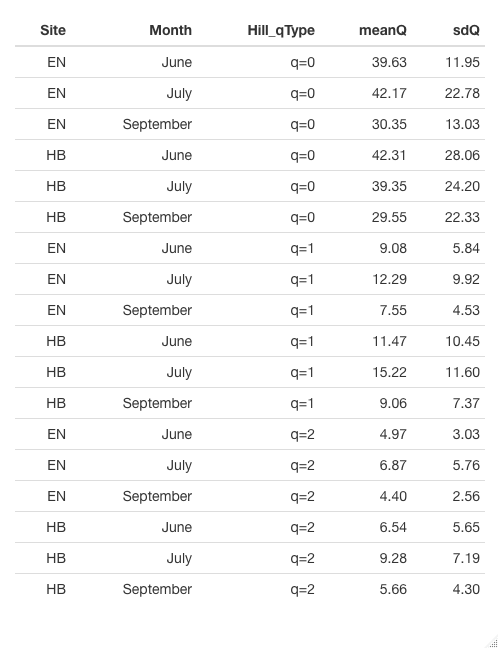 Site Month Hill_qType meanQ sdQ
EN June q=0 39.63 11.95
EN July q=0 42.17 22.78
EN September q=0 30.35 13.03
HB June q=0 42.31 28.06
HB July q=0 39.35 24.20
HB September q=0 29.55 22.33
EN June q=1 9.08 5.84
EN July q=1 12.29 9.92
EN September q=1 7.55 4.53
HB June q=1 11.47 10.45
HB July q=1 15.22 11.60
HB September q=1 9.06 7.37
EN June q=2 4.97 3.03
EN July q=2 6.87 5.76
EN September q=2 4.40 2.56
HB June q=2 6.54 5.65
HB July q=2 9.28 7.19
HB September q=2 5.66 4.30